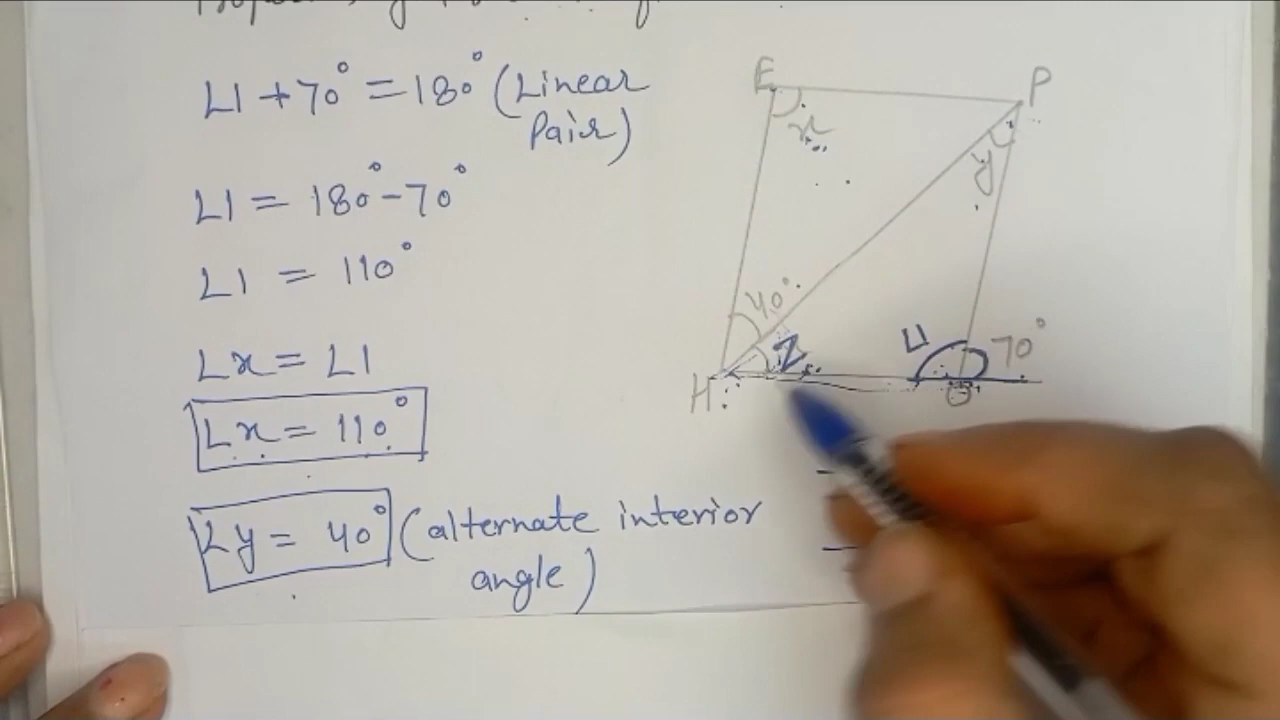 ∠1 + 70° = 180° (Linear
Pair)
∠1 = 180° - 70°
∠1 = 110°
∠x = ∠1
∠x = 110°
∠y = 40° (alternate interior
angle)
E
P
x
y
40°
Z
∠1
70°
H
O